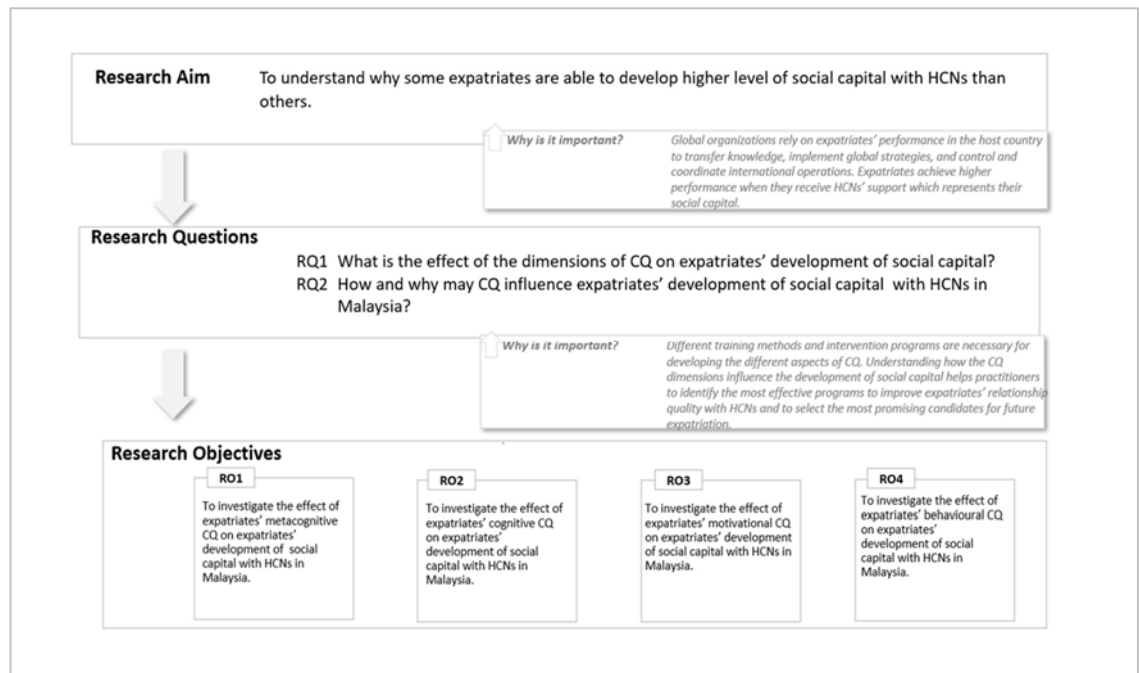 Research Aim To understand why some expatriates are able to develop higher level of social capital with HCNs than
others.
Why is it important? Global organizations rely on expatriates' performance in the host country
to transfer knowledge, implement global strategies, and control and
coordinate international operations. Expatriates achieve higher
performance when they receive HCNs' support which represents their
social capital.
Research Questions
RQ1 What is the effect of the dimensions of CQ on expatriates' development of social capital?
RQ2 How and why may CQ influence expatriates' development of social capital with HCNs in
Malaysia?
Why is it important? Different training methods and intervention programs are necessary for
developing the different aspects of CQ. Understanding how the CQ
dimensions influence the development of social capital helps practitioners
to identify the most effective programs to improve expatriates' relationship
quality with HCNs and to select the most promising candidates for future
expatriation.
Research Objectives
RO1
To investigate the effect of
expatriates' metacognitive
CQ on expatriates'
development of social
capital with HCNs in
Malaysia.
RO2
To investigate the effect of
expatriates' cognitive CQ
on expatriates'
development of social
capital with HCNs in
Malaysia.
RO3
To investigate the effect of
expatriates' motivational CQ
on expatriates' development
of social capital with HCNs in
Malaysia.
RO4
To investigate the effect of
expatriates' behavioural CQ
on expatriates'
development of social
capital with HCNs in
Malaysia.